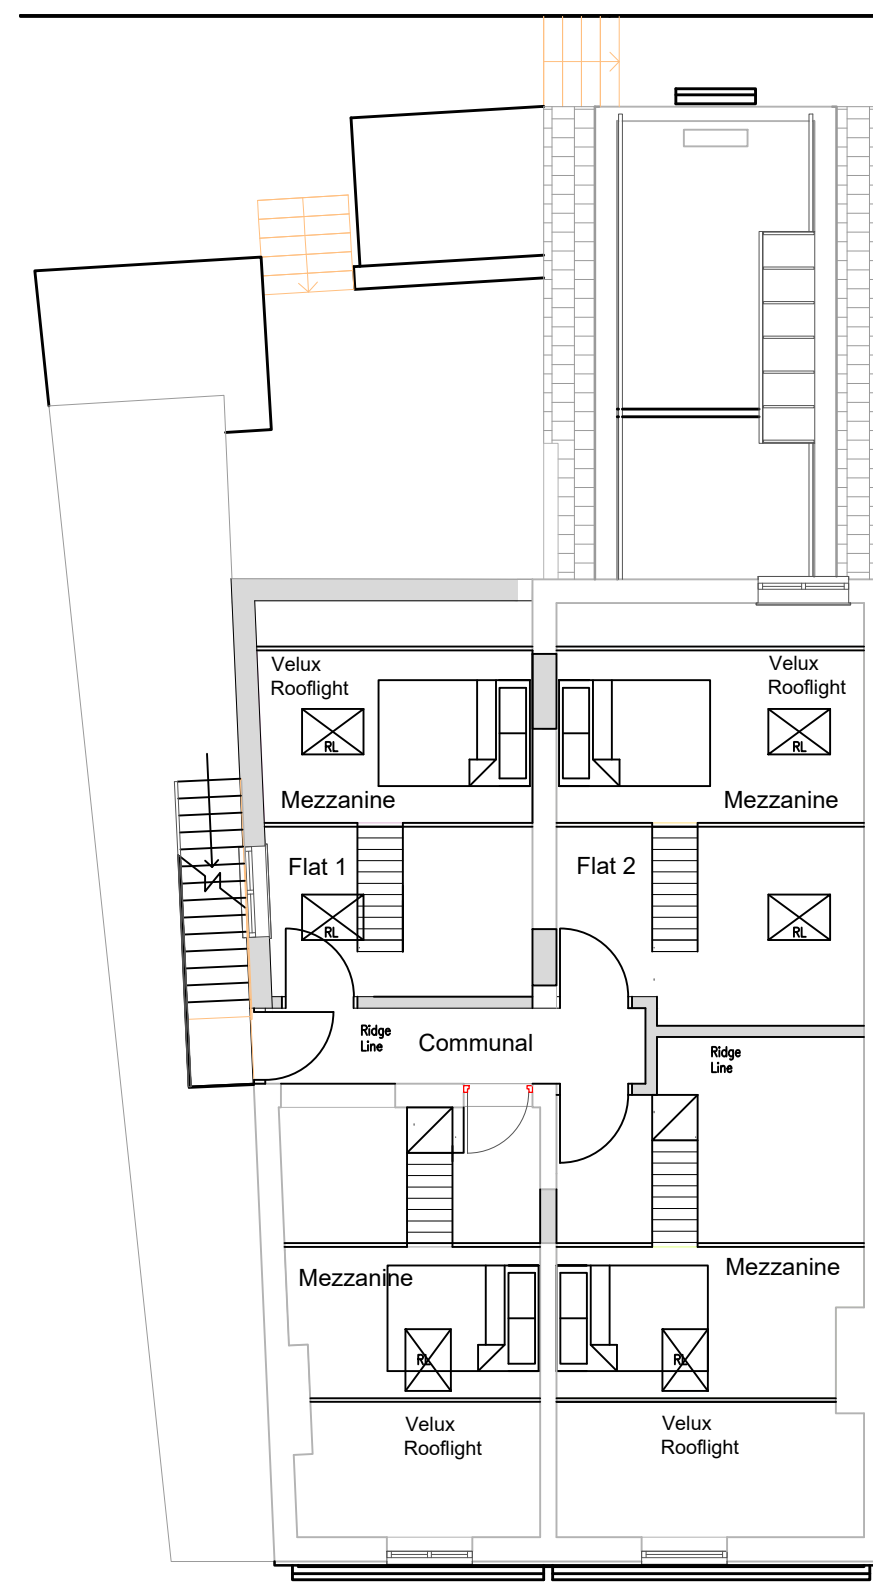 Velux
Rooflight
Velux
Rooflight
RL
RL
Mezzanine
Mezzanine
Flat 1
Flat 2
RL
RL
Ridge
Line
Communal
Ridge
Line
Mezzanine
Mezzanine
RL
RL
Velux
Rooflight
Velux
Rooflight